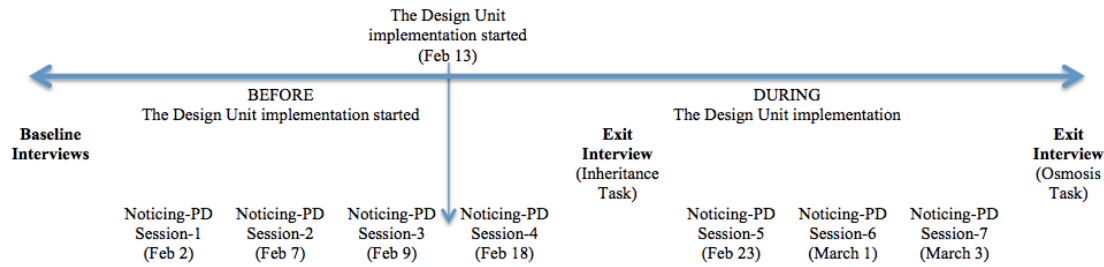 The Design Unit
implementation started
(Feb 13)
BEFORE
The Design Unit implementation started
DURING
The Design Unit implementation
Baseline
Interviews
Exit
Interview
(Inheritance
Task)
Exit
Interview
(Osmosis
Task)
Noticing-PD
Session-1
(Feb 2)
Noticing-PD
Session-2
(Feb 7)
Noticing-PD
Session-3
(Feb 9)
Noticing-PD
Session-4
(Feb 18)
Noticing-PD
Session-5
(Feb 23)
Noticing-PD
Session-6
(March 1)
Noticing-PD
Session-7
(March 3)